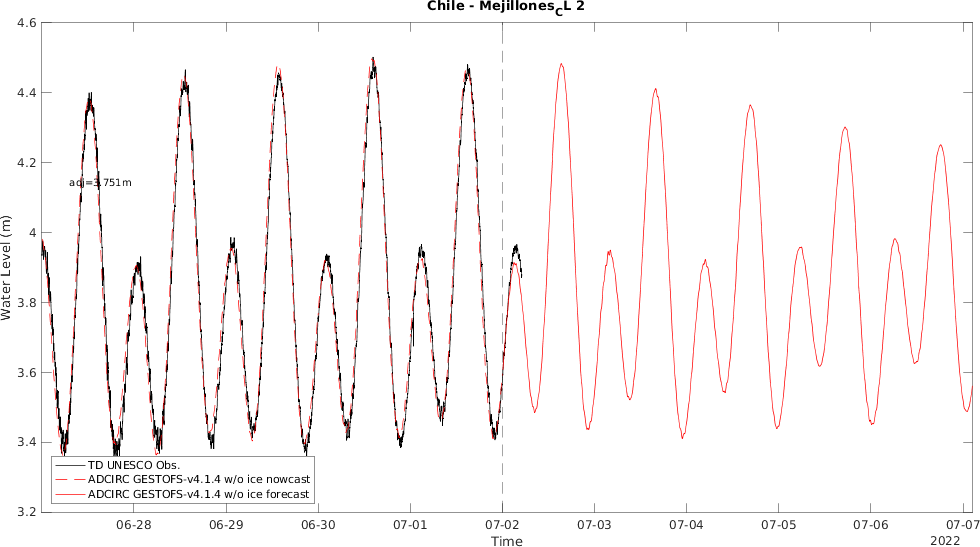 Chile - Mejillones_CL 2
4.6
4.4
4.2
4
3.8
3.6
3.4
3.2
Water Level (m)
adj=3.751m
TD UNESCO Obs.
ADCIRC GESTOFS-v4.1.4 w/o ice nowcast
ADCIRC GESTOFS-v4.1.4 w/o ice forecast
06-28 06-29 06-30 07-01 07-02 07-03 07-04 07-05 07-06 07-07
Time
2022